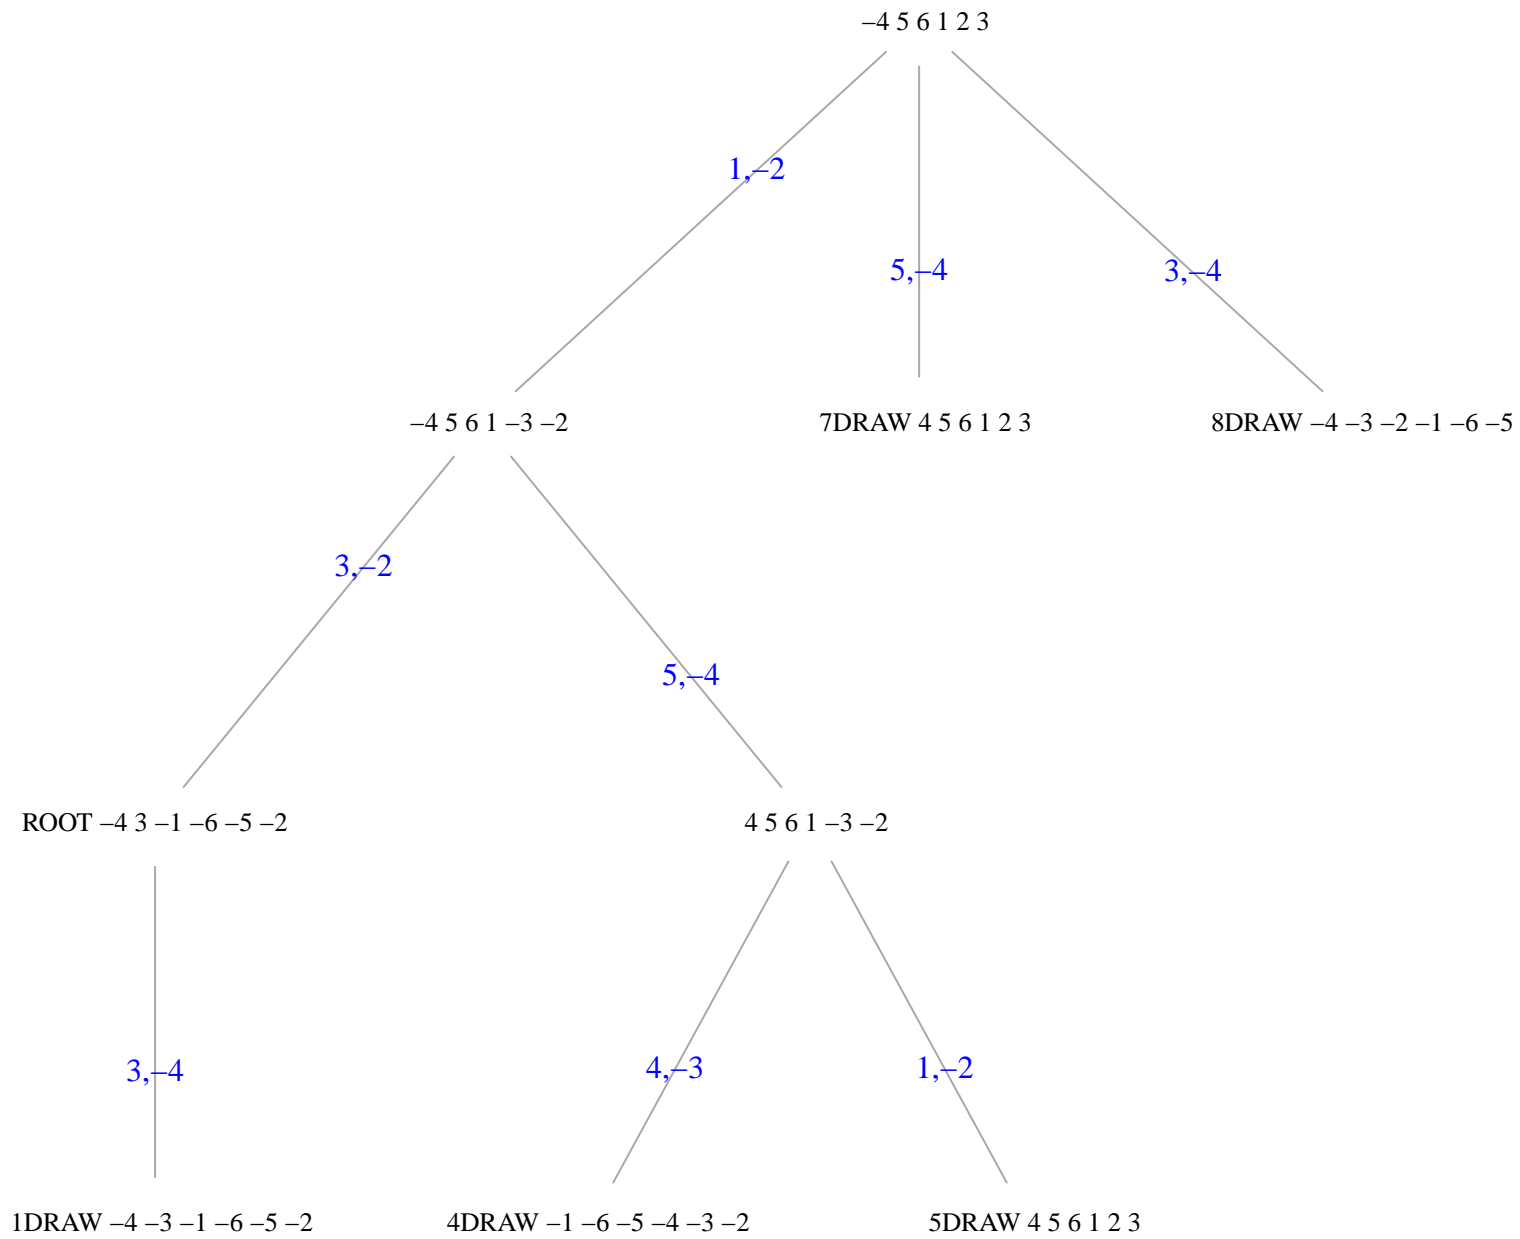 –4 5 6 1 2 3
1,–2
5,–4
3,–4
–4 5 6 1 –3 –2
7DRAW 4 5 6 1 2 3
8DRAW –4 –3 –2 –1 –6 –5
3,–2
5,–4
ROOT –4 3 –1 –6 –5 –2
4 5 6 1 –3 –2
3,–4
4,–3
1,–2
1DRAW –4 –3 –1 –6 –5 –2
4DRAW –1 –6 –5 –4 –3 –2
5DRAW 4 5 6 1 2 3